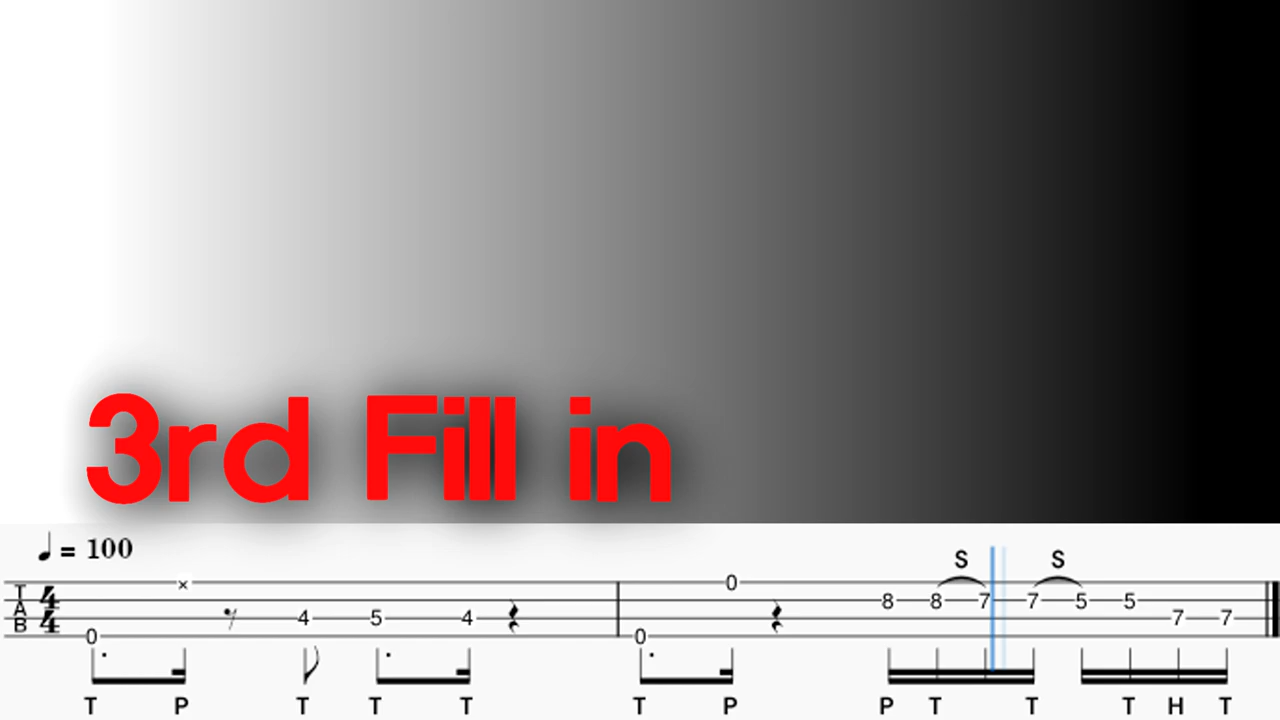 3rd Fill in
♩ = 100
S S
× 0
T 8 8 7 7 5 5
A 4 4 5 4 4 7 7
B 0 0
T P T T T T P P T T T H T